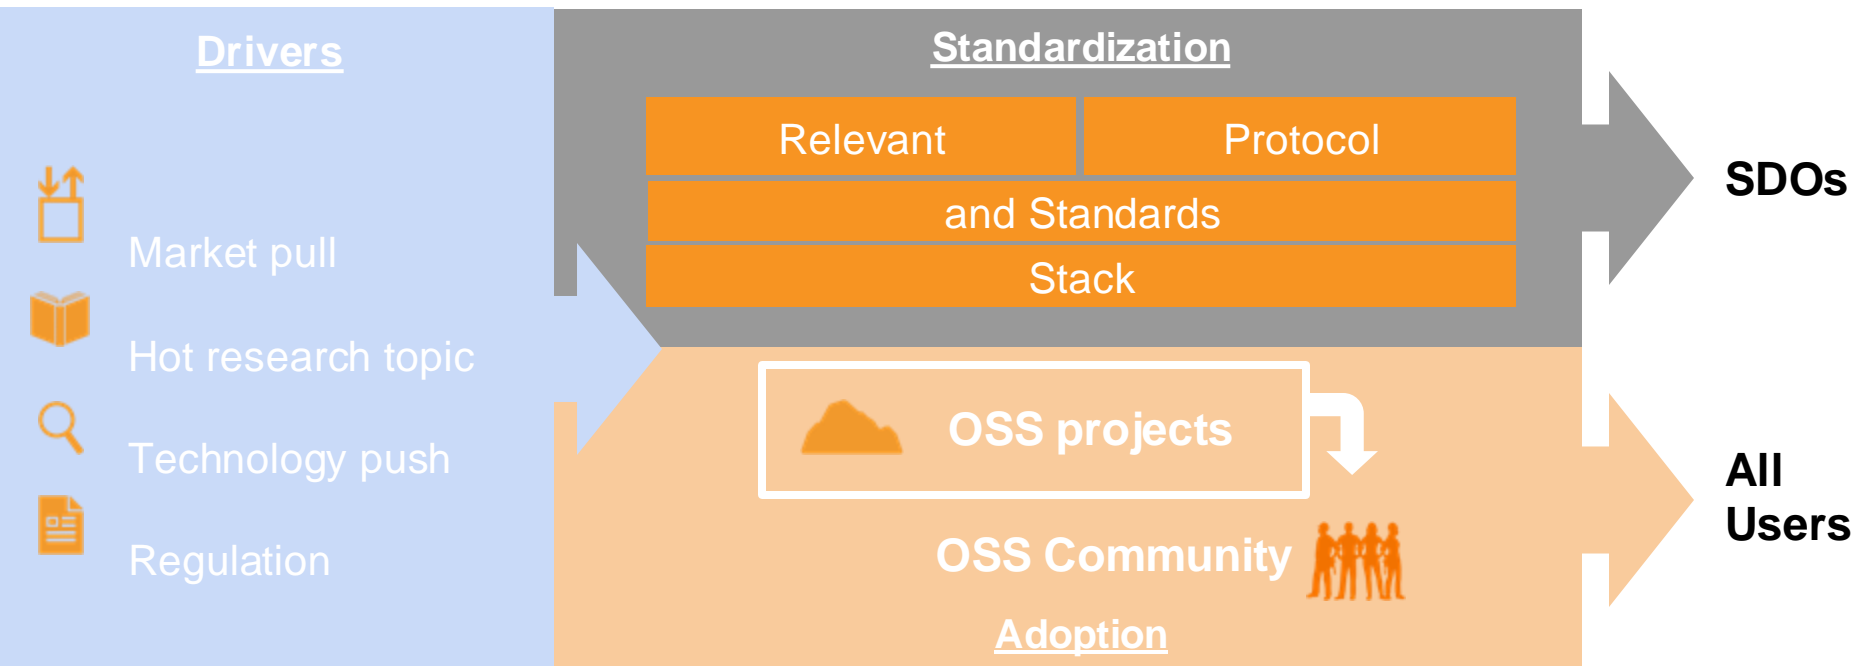 Drivers
Market pull
Hot research topic
Technology push
Regulation
Standardization
Relevant
Protocol
and Standards
Stack
OSS projects
OSS Community
Adoption
SDOs
All
Users